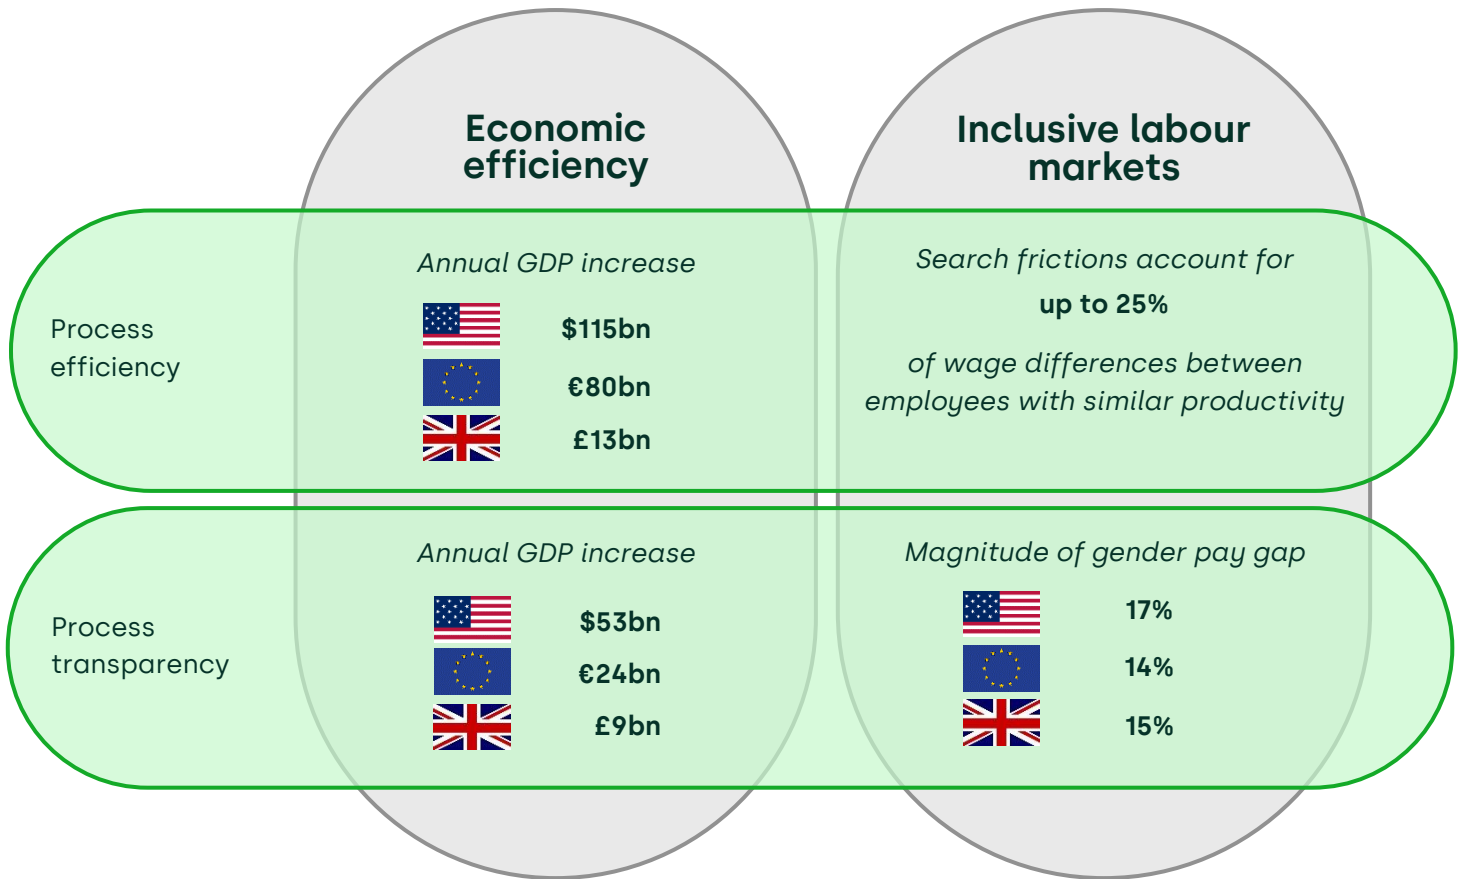 Economic
efficiency
Inclusive labour
markets
Process
efficiency
Annual GDP increase
$115bn
€80bn
£13bn
Search frictions account for
up to 25%
of wage differences between
employees with similar productivity
Process
transparency
Annual GDP increase
$53bn
€24bn
£9bn
Magnitude of gender pay gap
17%
14%
15%